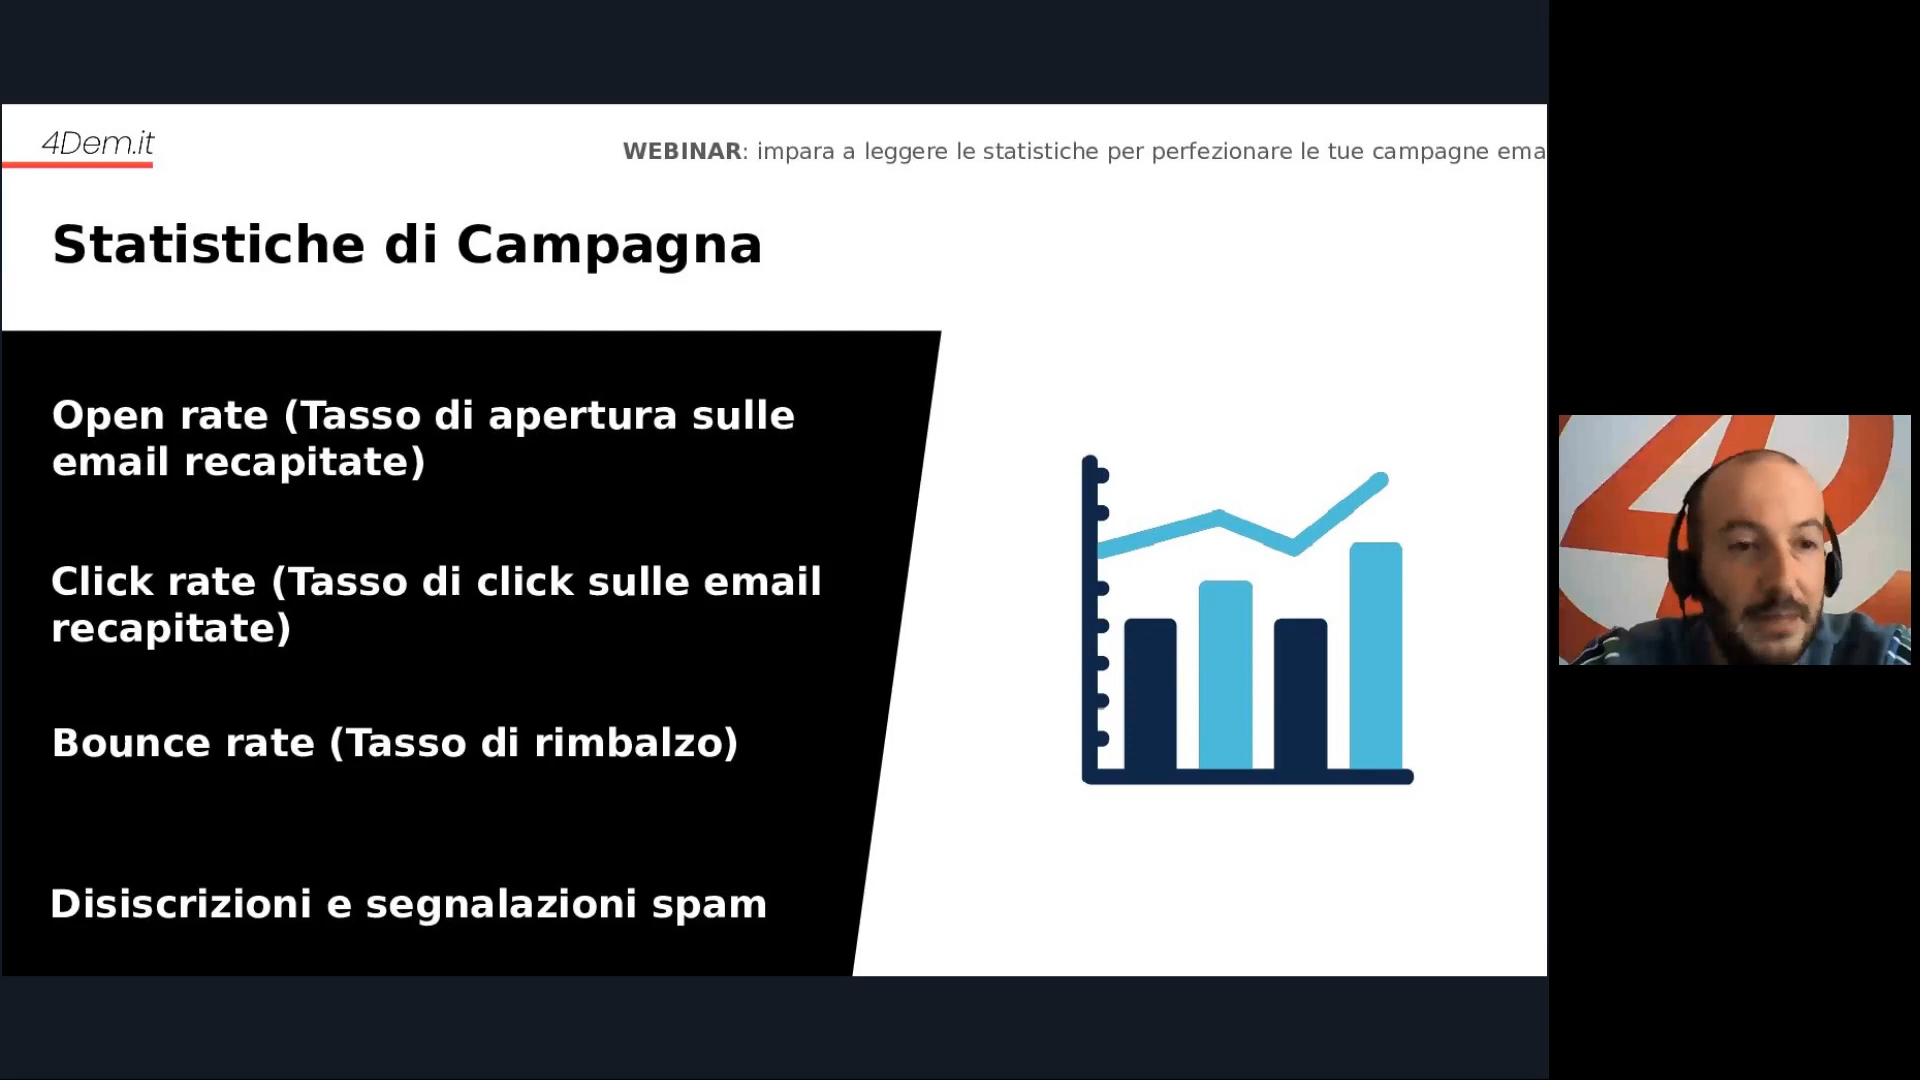 4Dem.it
WEBINAR: impara a leggere le statistiche per perfezionare le tue campagne ema
Statistiche di Campagna
Open rate (Tasso di apertura sulle
email recapitate)
Click rate (Tasso di click sulle email
recapitate)
Bounce rate (Tasso di rimbalzo)
Disiscrizioni e segnalazioni spam